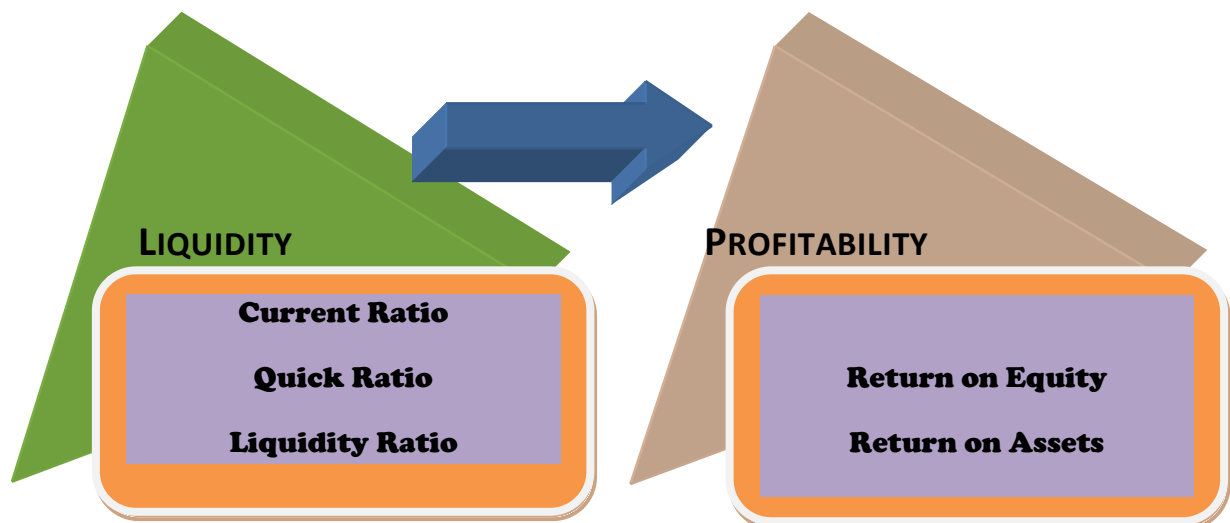 LIQUIDITY
Current Ratio
Quick Ratio
Liquidity Ratio
PROFITABILITY
Return on Equity
Return on Assets